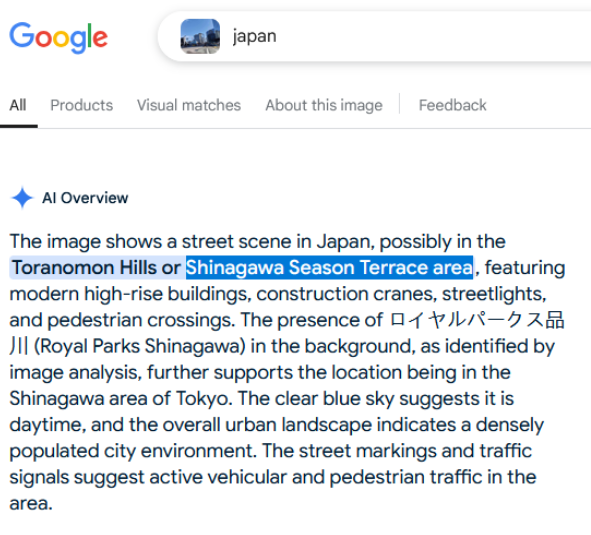 Google
japan
All Products Visual matches About this image Feedback
AI Overview
The image shows a street scene in Japan, possibly in the
Toranomon Hills or Shinagawa Season Terrace area, featuring
modern high-rise buildings, construction cranes, streetlights,
and pedestrian crossings. The presence of ロイヤルパークス品
川 (Royal Parks Shinagawa) in the background, as identified by
image analysis, further supports the location being in the
Shinagawa area of Tokyo. The clear blue sky suggests it is
daytime, and the overall urban landscape indicates a densely
populated city environment. The street markings and traffic
signals suggest active vehicular and pedestrian traffic in the
area.